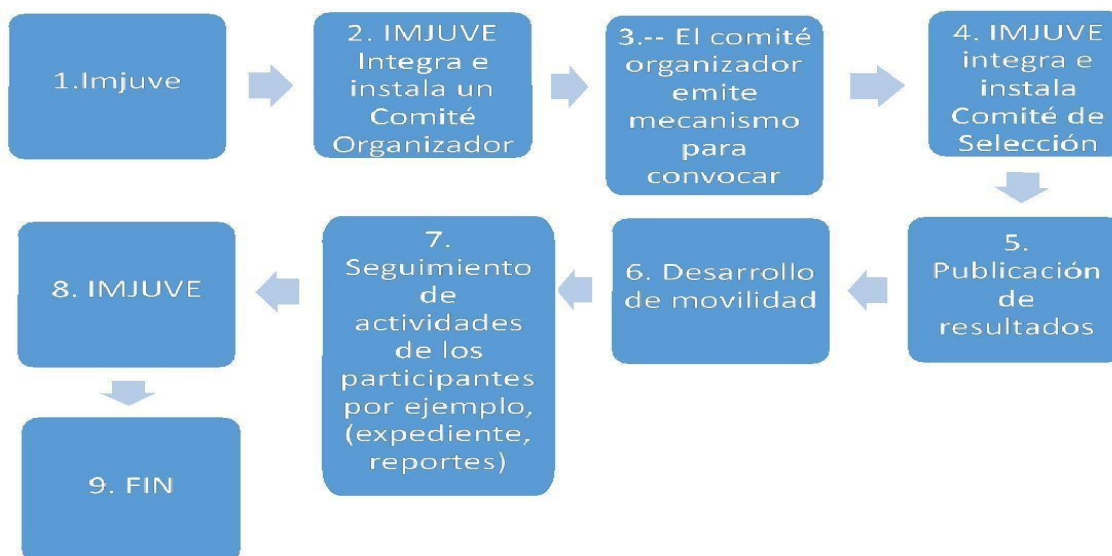 1.Imjuve
2. IMJUVE
Integra e
instala un
Comité
Organizador
3.-- El comité
organizador
emite
mecanismo
para
convocar
4. IMJUVE
integra e
instala
Comité de
Selección
5.
Publicación
de
resultados
6. Desarrollo
de movilidad
7.
Seguimiento
de
actividades
de los
participantes
por ejemplo,
(expediente,
reportes)
8. IMJUVE
9. FIN